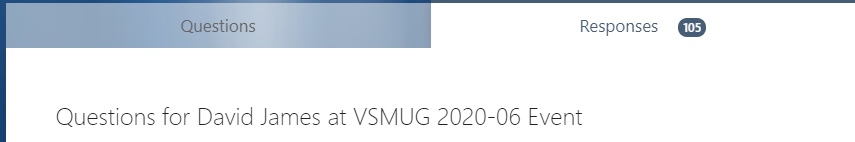 Questions Responses 105
Questions for David James at VSMUG 2020-06 Event